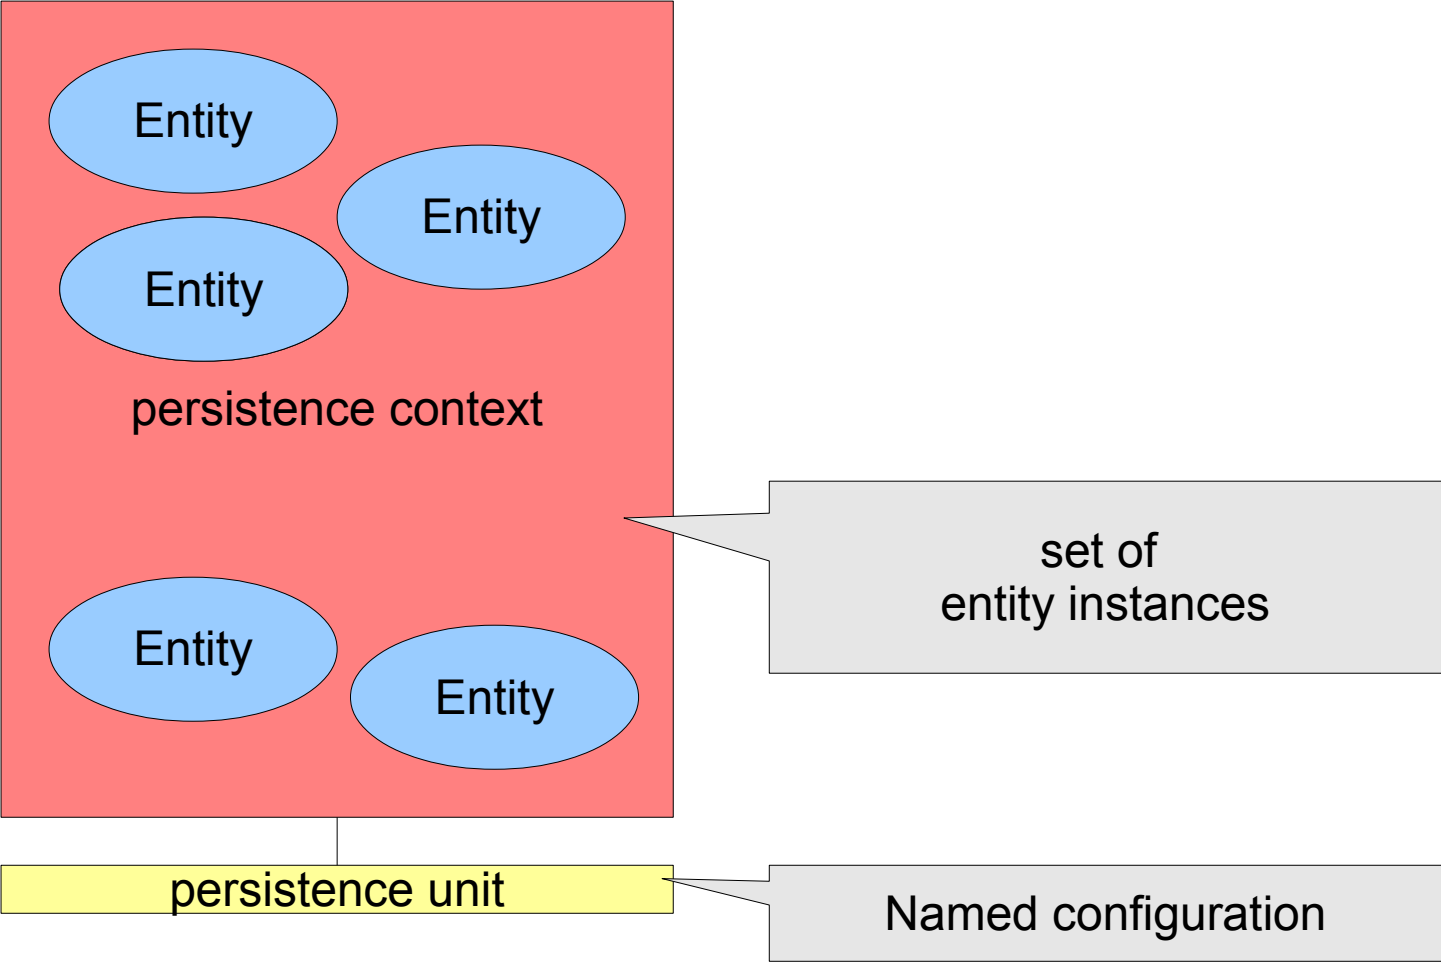 Entity
Entity
Entity
persistence context
set of
entity instances
Entity
Entity
persistence unit
Named configuration